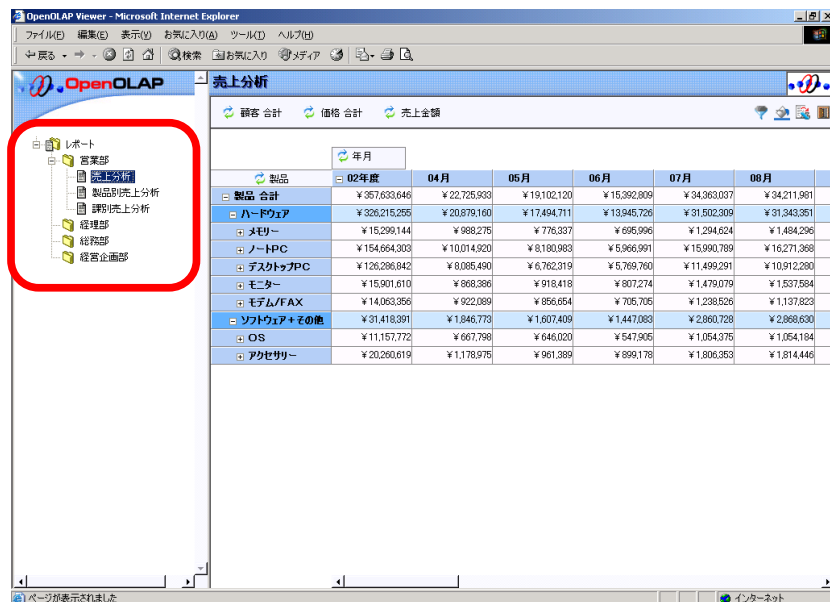 OpenOLAP Viewer - Microsoft Internet Explorer
ファイル(F) 編集(E) 表示(V) お気に入り(A) ツール(T) ヘルプ(H)
戻る 検索 お気に入り メディア
OpenOLAP
売上分析
顧客 合計 価格 合計 売上金額
レポート
営業部
売上分析
製品別売上分析
課別売上分析
経理部
総務部
経営企画部
年月
製品 02年度 04月 05月 06月 07月 08月
製品 合計 ¥357,633,646 ¥22,725,933 ¥19,102,120 ¥15,392,809 ¥34,363,037 ¥34,211,981
ハードウェア ¥326,215,255 ¥20,879,160 ¥17,494,711 ¥13,945,726 ¥31,502,309 ¥31,343,351
メモリー ¥15,299,144 ¥988,275 ¥776,337 ¥695,996 ¥1,294,624 ¥1,484,296
ノートPC ¥154,664,303 ¥10,014,920 ¥8,180,983 ¥5,966,991 ¥15,990,789 ¥16,271,368
デスクトップPC ¥126,286,842 ¥8,085,490 ¥6,762,319 ¥5,769,760 ¥11,499,291 ¥10,912,280
モニター ¥15,901,610 ¥868,386 ¥918,418 ¥807,274 ¥1,479,079 ¥1,537,584
モデム/FAX ¥14,063,356 ¥922,089 ¥856,654 ¥705,705 ¥1,238,526 ¥1,137,823
ソフトウェア+その他 ¥31,418,391 ¥1,846,773 ¥1,607,409 ¥1,447,083 ¥2,860,728 ¥2,868,630
OS ¥11,157,772 ¥667,798 ¥646,020 ¥547,905 ¥1,054,375 ¥1,054,184
アクセサリー ¥20,260,619 ¥1,178,975 ¥961,389 ¥899,178 ¥1,806,353 ¥1,814,446
ページが表示されました インターネット